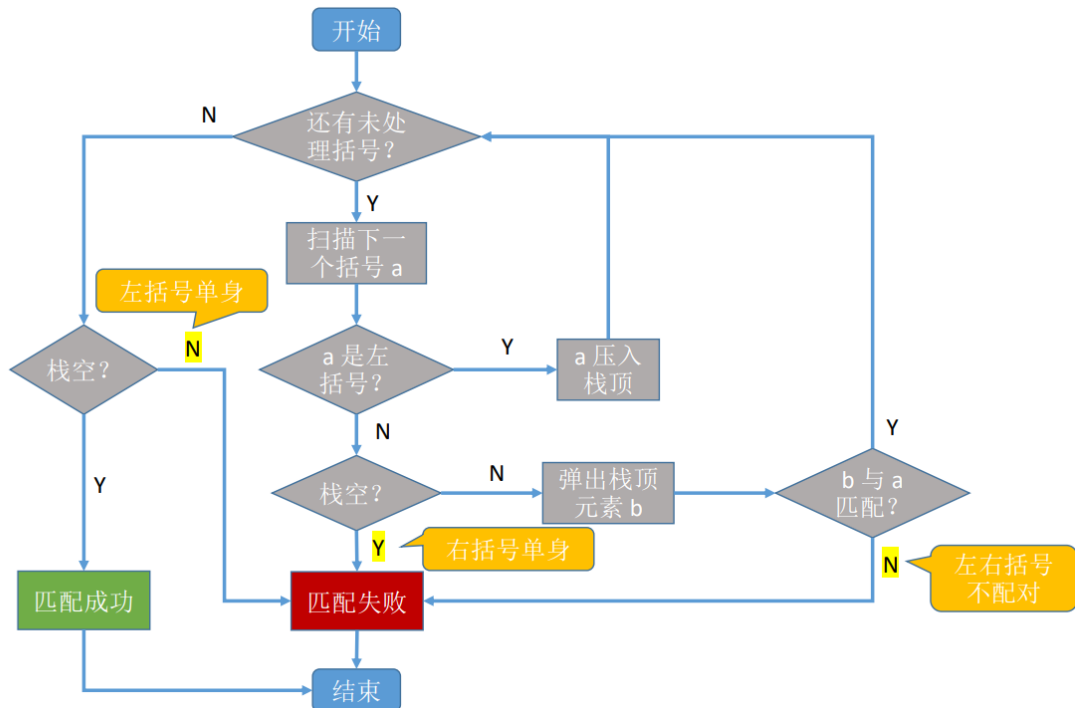 开始
N
还有未处
理括号?
Y
扫描下一
个括号 a
左括号单身
栈空?
N
a 是左
括号?
Y
a 压入
栈顶
N
Y
Y
栈空?
N
弹出栈顶
元素 b
b 与 a
匹配?
Y
右括号单身
N
左右括号
不配对
匹配成功
匹配失败
结束